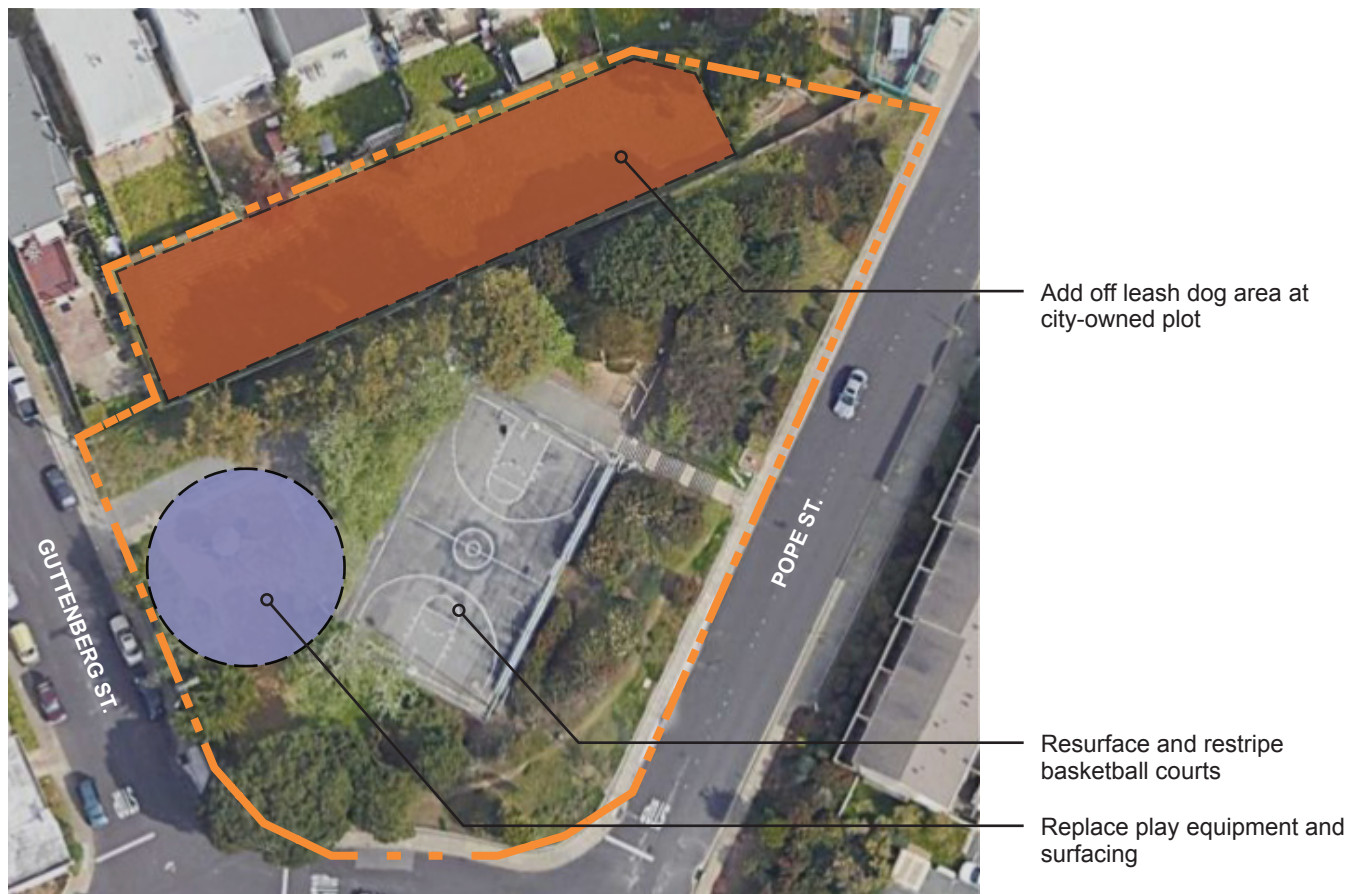 Add off leash dog area at
city-owned plot
POPE ST.
GUTTENBERG ST.
Resurface and restripe
basketball courts
Replace play equipment and
surfacing